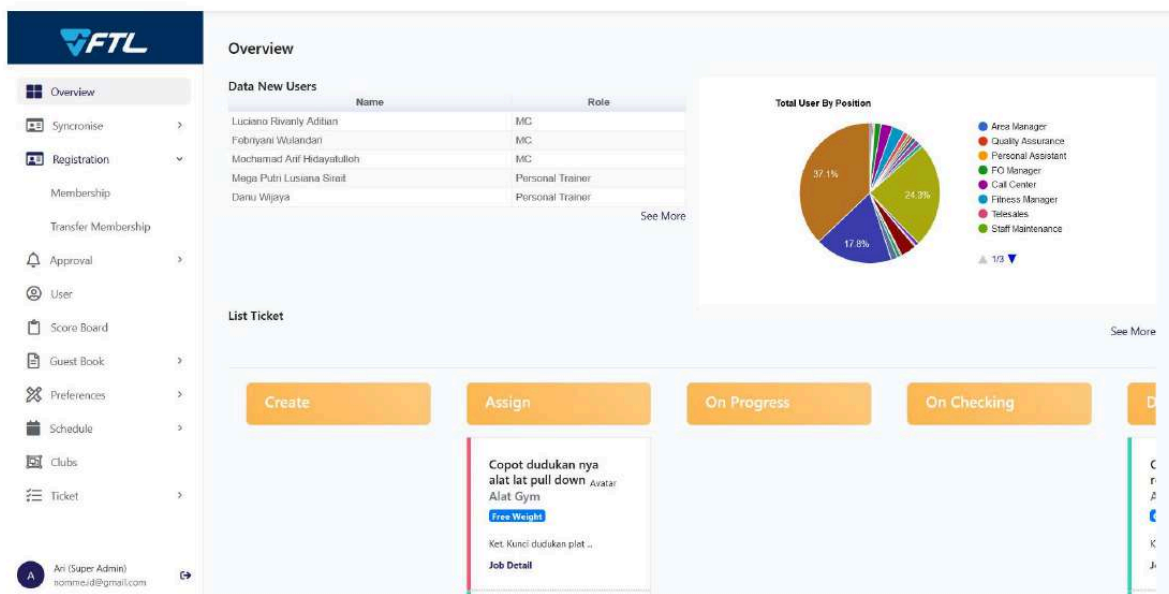 FTL
Overview
Syncronise
Registration
Membership
Transfer Membership
Approval
User
Score Board
Guest Book
Preferences
Schedule
Clubs
Ticket
A
Ari (Super Admin)
nomme.id@gmail.com
Overview
Data New Users
Name Role
Luciano Rivanly Aditian MC
Febriyani Wulandari MC
Mochamad Arif Hidayatulloh MC
Mega Putri Lusiana Sirait Personal Trainer
Danu Wijaya Personal Trainer
See More
Total User By Position
37.1%
24.3%
17.8%
Area Manager
Quality Assurance
Personal Assistant
FO Manager
Call Center
Fitness Manager
Telesales
Staff Maintenance
1/3
List Ticket
See More
Create
Assign
On Progress
On Checking
D
Copot dudukan nya
alat lat pull down Avatar
Alat Gym
Free Weight
Ket. Kunci dudukan plat ..
Job Detail